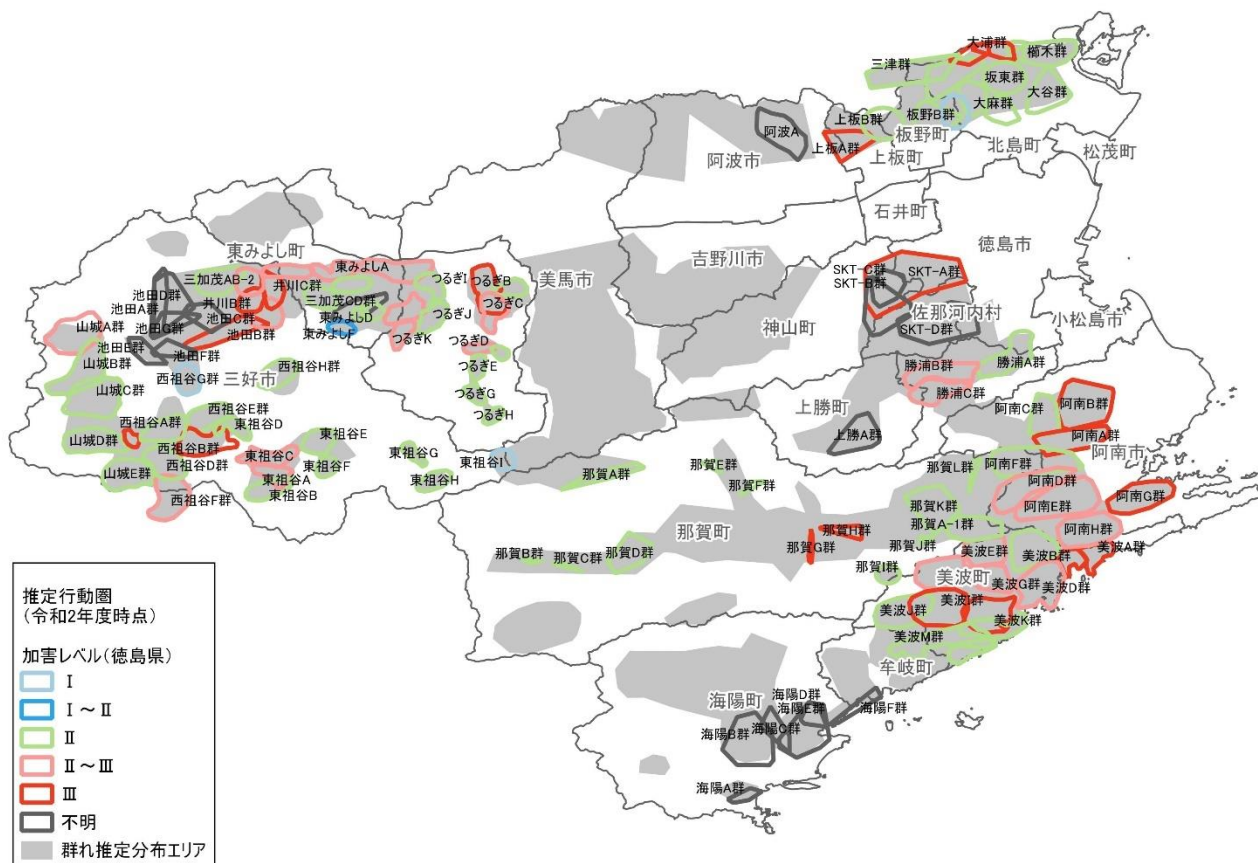 大浦群
櫛木群
三津群
坂東群
大谷群
大麻群
板野B群
上板B群
阿波A
板野町
上板A群
上板町
北島町
松茂町
阿波市
石井町
徳島市
東みよし町
東みよしA
三加茂AB-2
井川C群
つるぎI
つるぎB
美馬市
吉野川市
SKT-C群
SKT-A群
SKT-B群
池田D群
井川B群
三加茂CD群
つるぎC
池田A群
池田C群
東みよしD
つるぎJ
神山町
佐那河内村
小松島市
山城A群
池田G群
池田B群
東みよしF
つるぎK
つるぎD
SKT-D群
池田E群
池田F群
山城B群
西祖谷H群
つるぎE
勝浦B群
勝浦A群
西祖谷G群
三好市
山城C群
つるぎG
勝浦C群
つるぎH
上勝町
阿南C群
阿南B群
西祖谷E群
西祖谷A群
東祖谷D
上勝A群
阿南A群
山城D群
西祖谷B群
東祖谷E
阿南市
東祖谷C
東祖谷G
東祖谷I
那賀E群
那賀L群
阿南F群
山城E群
西祖谷D群
東祖谷F
東祖谷A
東祖谷H
那賀A群
那賀F群
阿南D群
西祖谷F群
東祖谷B
那賀K群
阿南E群
阿南G群
那賀町
那賀H群
那賀A-1群
阿南H群
那賀B群
那賀C群
那賀D群
那賀G群
那賀J群
美波E群
美波B群
美波A群
那賀I群
美波町
美波G群
美波D群
美波J群
美波I群
美波K群
美波M群
牟岐町
海陽町
海陽D群
海陽E群
海陽F群
海陽B群
海陽C群
海陽A群
推定行動圏
(令和2年度時点)
加害レベル(徳島県)
Ⅰ
Ⅰ～Ⅱ
Ⅱ
Ⅱ～Ⅲ
Ⅲ
不明
群れ推定分布エリア